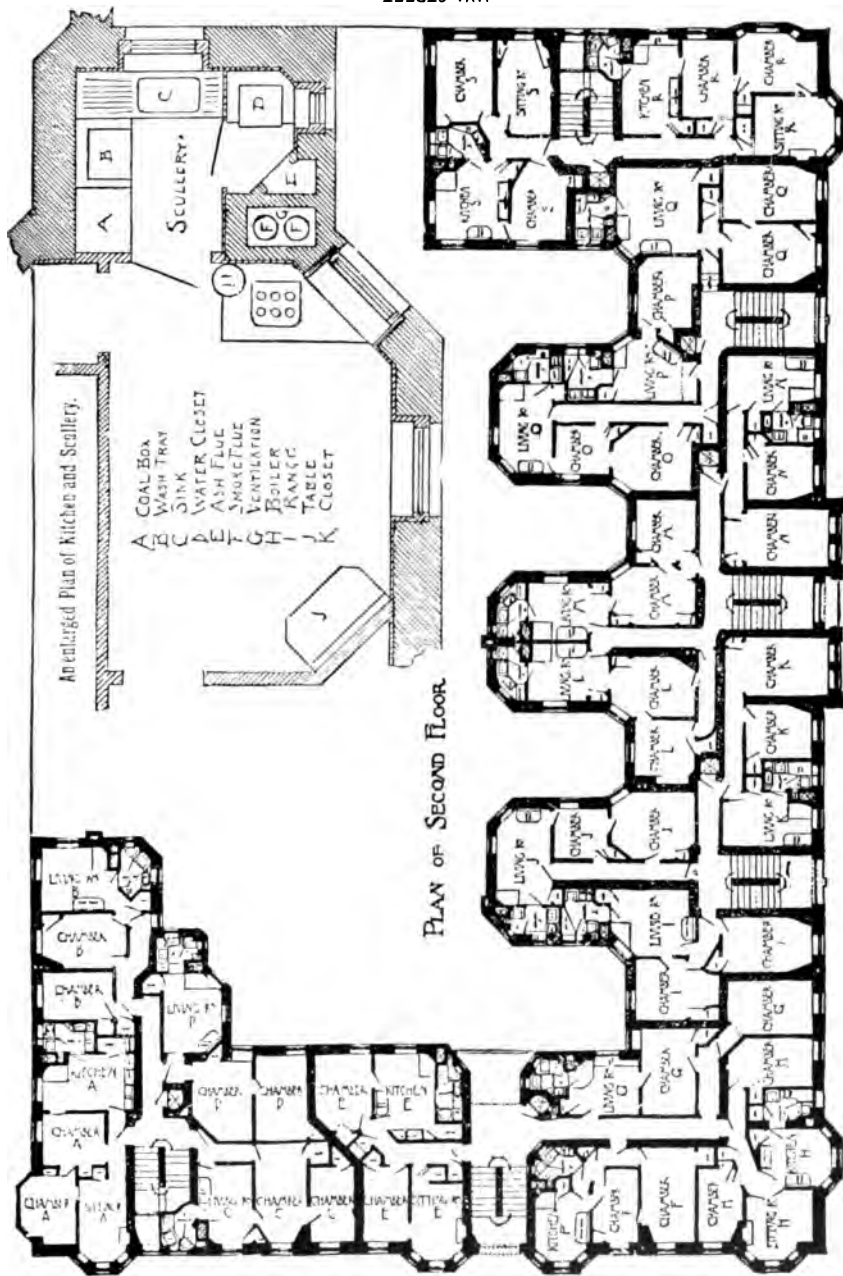 An enlarged Plan of Kitchen and Scullery.
A COAL BOX
B WASH TRAY
C SINK
D WATER CLOSET
E ASH FLUE
F SMOKE FLUE
G VENTILATION
H BOILER
I RANGE
J TABLE
K CLOSET
SCULLERY.
A
B
C
D
E
F
F
G
H
J
PLAN OF SECOND FLOOR
LIVING RM B
CHAMBER B
CHAMBER B
KITCHEN A
CHAMBER A
CHAMBER A
SITTING R A
LIVING RM D
CHAMBER D
CHAMBER D
LIVING RM C
CHAMBER C
CHAMBER C
CHAMBER E
KITCHEN E
CHAMBER E
SITTING RM E
KITCHEN F
CHAMBER F
CHAMBER F
LIVING RM G
CHAMBER G
CHAMBER G
CHAMBER H
CHAMBER H
KITCHEN H
SITTING RM H
LIVING RM I
CHAMBER I
CHAMBER I
LIVING RM J
CHAMBER J
CHAMBER J
LIVING RM K
CHAMBER K
CHAMBER K
LIVING RM L
CHAMBER L
CHAMBER L
CHAMBER
CHAMBER
LIVING RM
CHAMBER
CHAMBER
LIVING RM
LIVING RM
CHAMBER O
CHAMBER O
LIVING RM P
CHAMBER P
LIVING RM Q
CHAMBER Q
CHAMBER Q
KITCHEN R
CHAMBER R
CHAMBER R
SITTING RM R
CHAMBER S
SITTING RM S
KITCHEN S
CHAMBER S